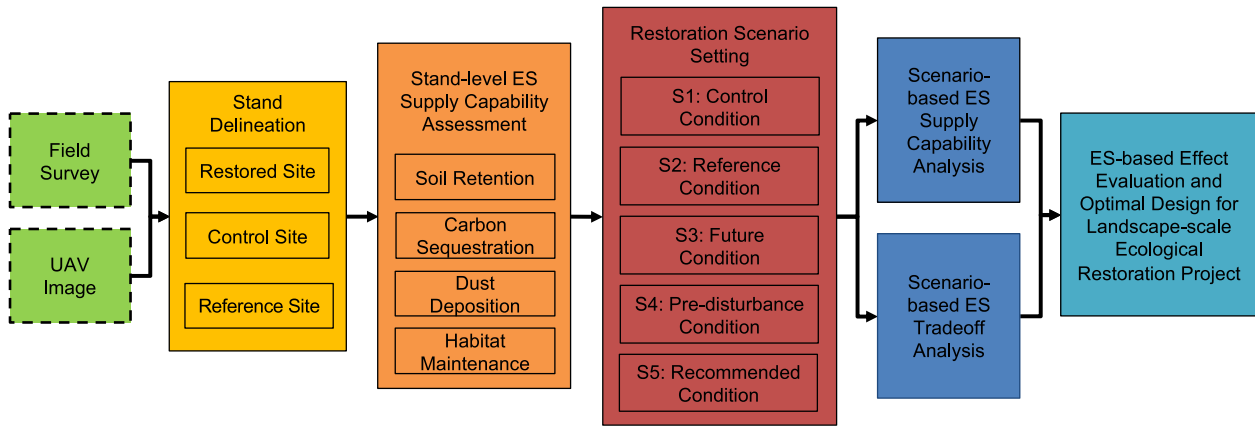 Field
Survey
UAV
Image
Stand
Delineation
Restored Site
Control Site
Reference Site
Stand-level ES
Supply Capability
Assessment
Soil Retention
Carbon
Sequestration
Dust
Deposition
Habitat
Maintenance
Restoration Scenario
Setting
S1: Control
Condition
S2: Reference
Condition
S3: Future
Condition
S4: Pre-disturbance
Condition
S5: Recommended
Condition
Scenario-
based ES
Supply
Capability
Analysis
Scenario-
based ES
Tradeoff
Analysis
ES-based Effect
Evaluation and
Optimal Design for
Landscape-scale
Ecological
Restoration Project